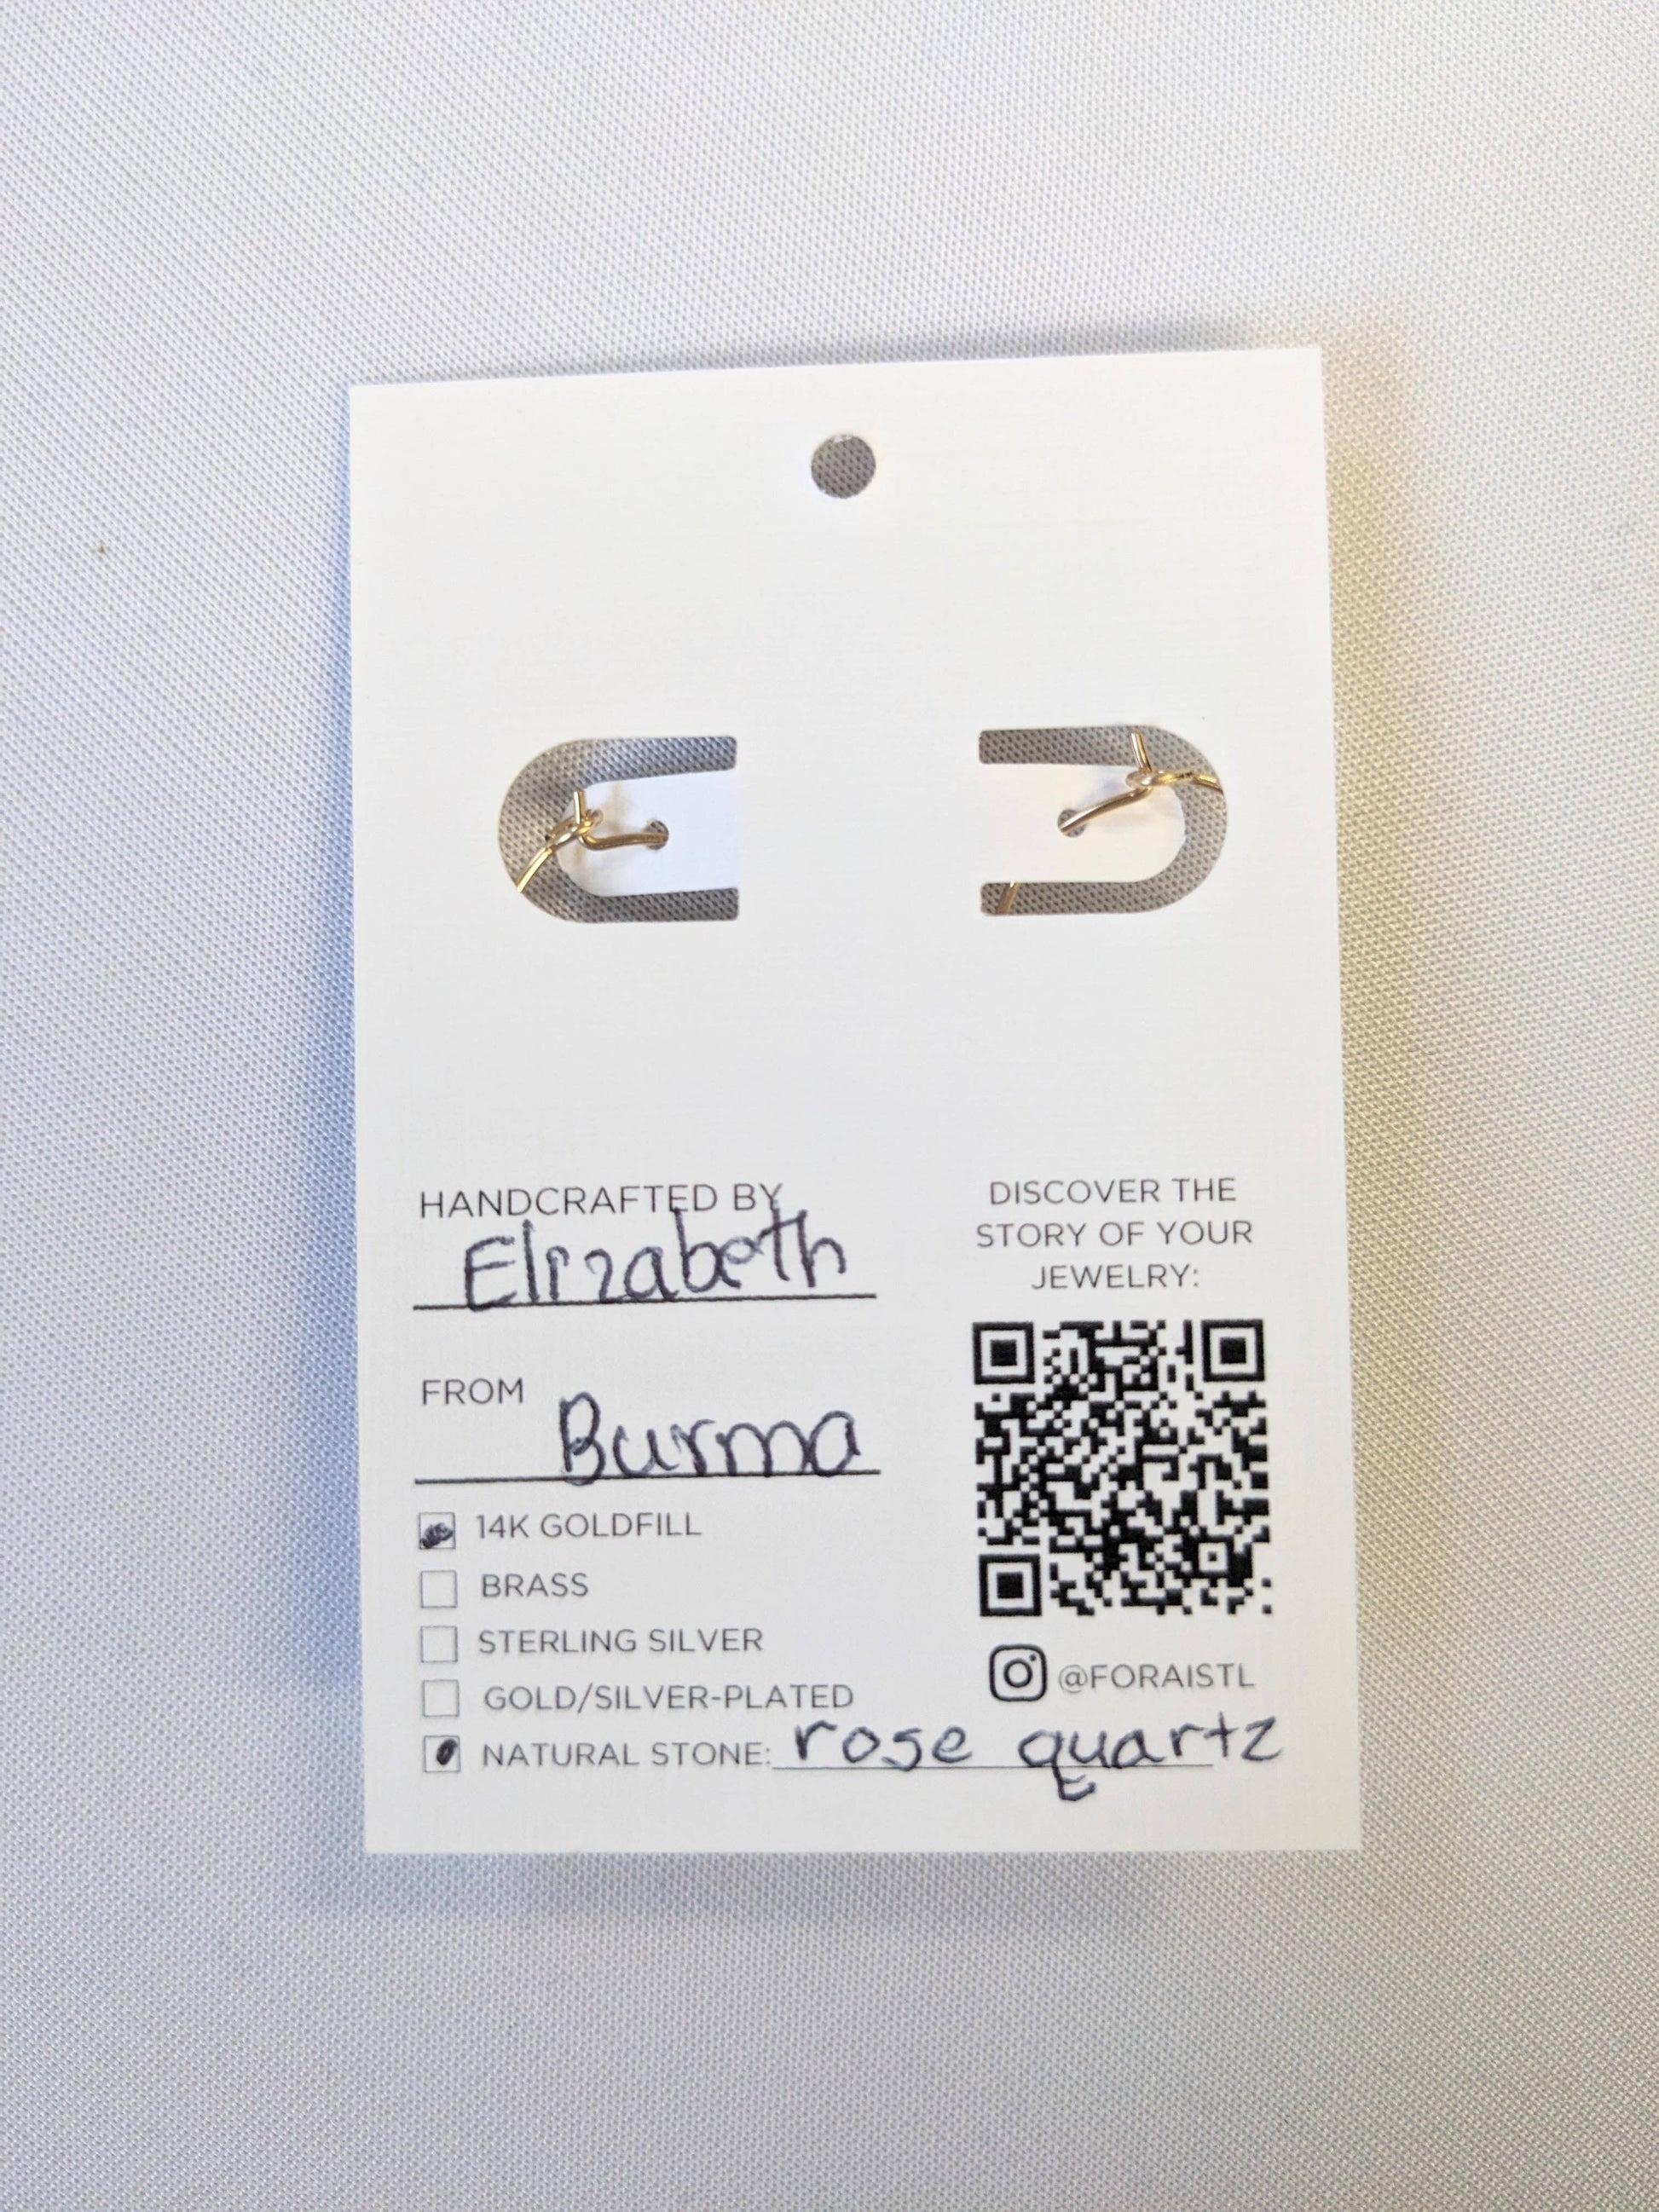 HANDCRAFTED BY
Elizabeth
FROM
Burma
14K GOLDFILL
BRASS
STERLING SILVER
GOLD/SILVER-PLATED
NATURAL STONE: rose quartz
DISCOVER THE
STORY OF YOUR
JEWELRY:
@FORAISTL